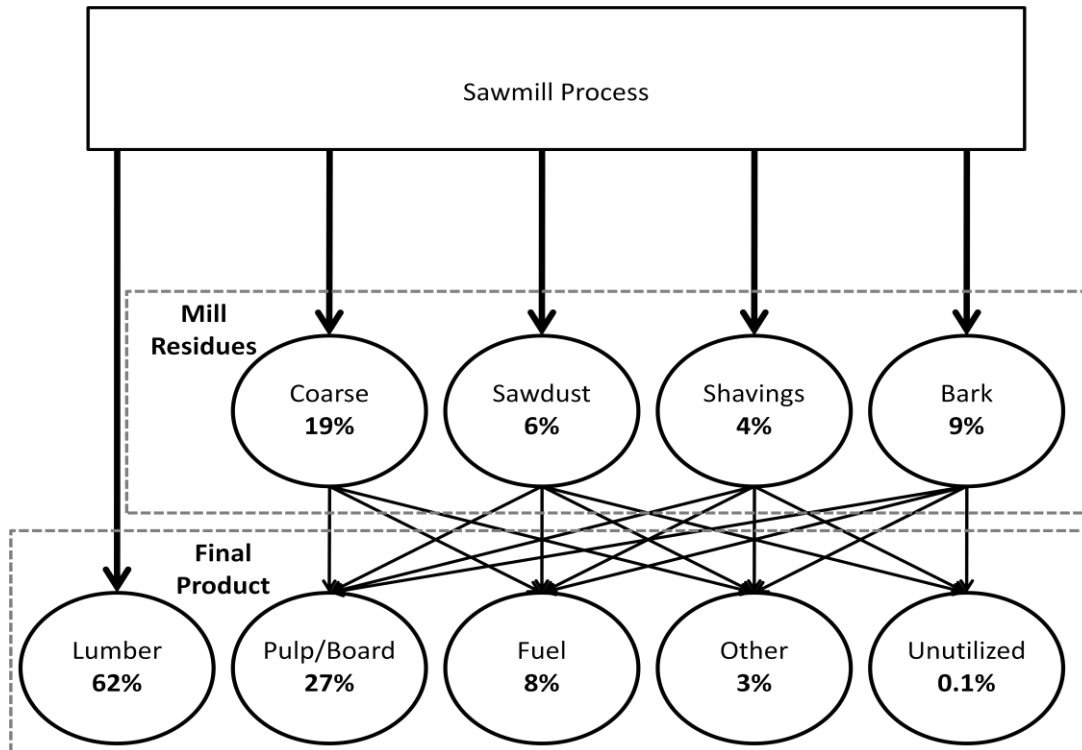 Sawmill Process
Mill
Residues
Coarse
19%
Sawdust
6%
Shavings
4%
Bark
9%
Final
Product
Lumber
62%
Pulp/Board
27%
Fuel
8%
Other
3%
Unutilized
0.1%